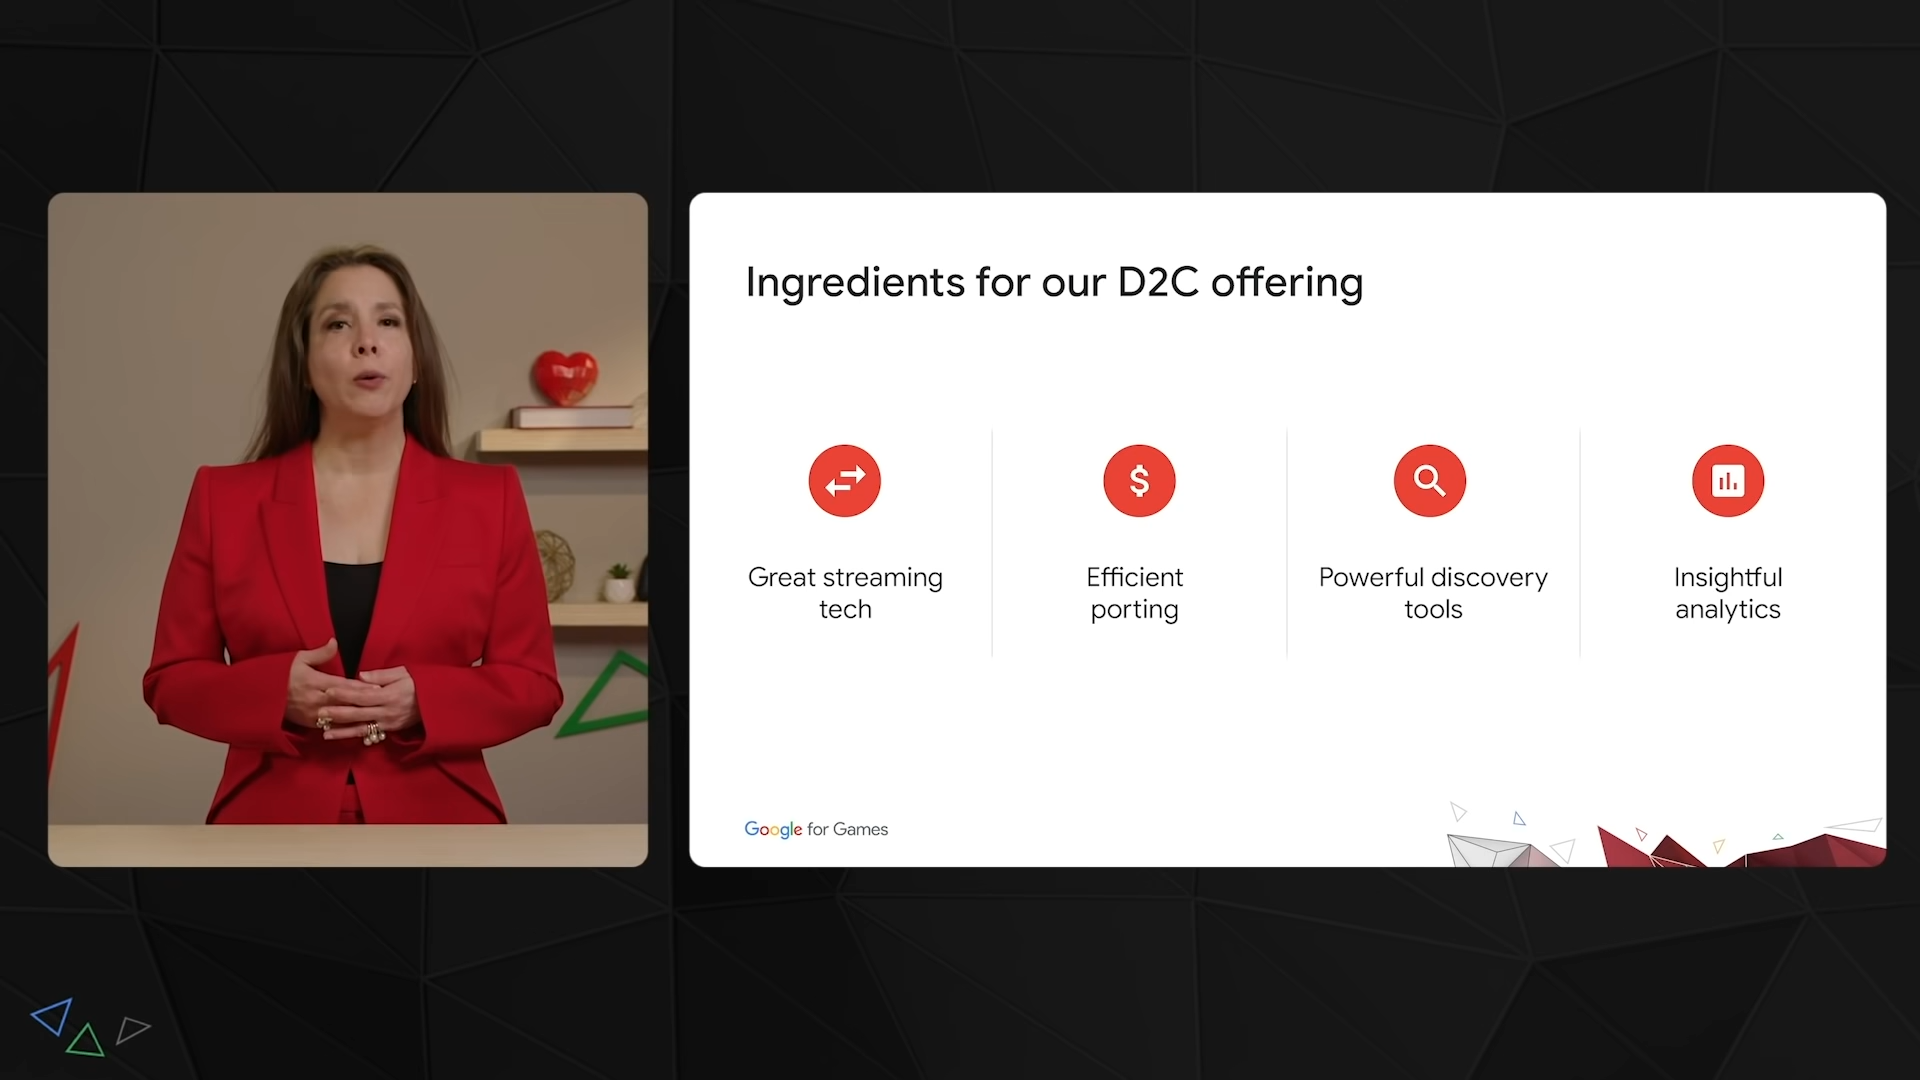 Ingredients for our D2C offering
$
Great streaming
tech
Efficient
porting
Powerful discovery
tools
Insightful
analytics
Google for Games